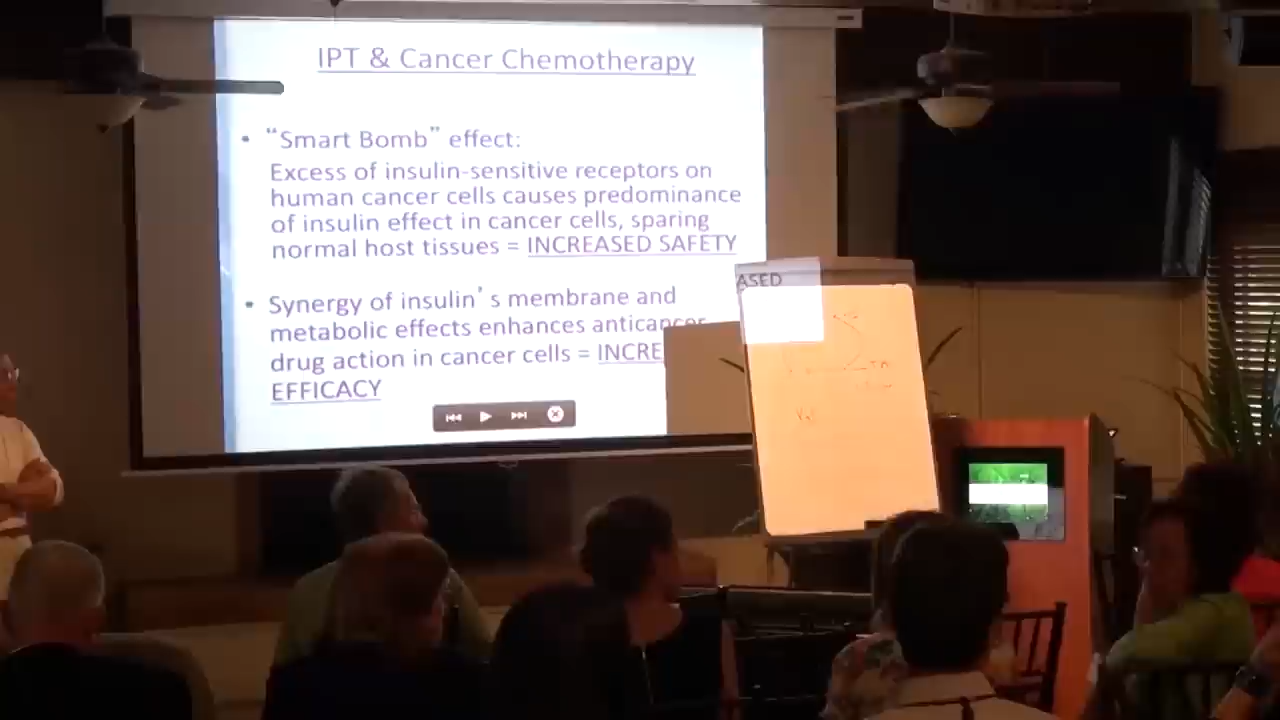 IPT & Cancer Chemotherapy
• “Smart Bomb” effect:
Excess of insulin-sensitive receptors on
human cancer cells causes predominance
of insulin effect in cancer cells, sparing
normal host tissues = INCREASED SAFETY
• Synergy of insulin’s membrane and
metabolic effects enhances anticancer
drug action in cancer cells = INCRE
ASED
EFFICACY